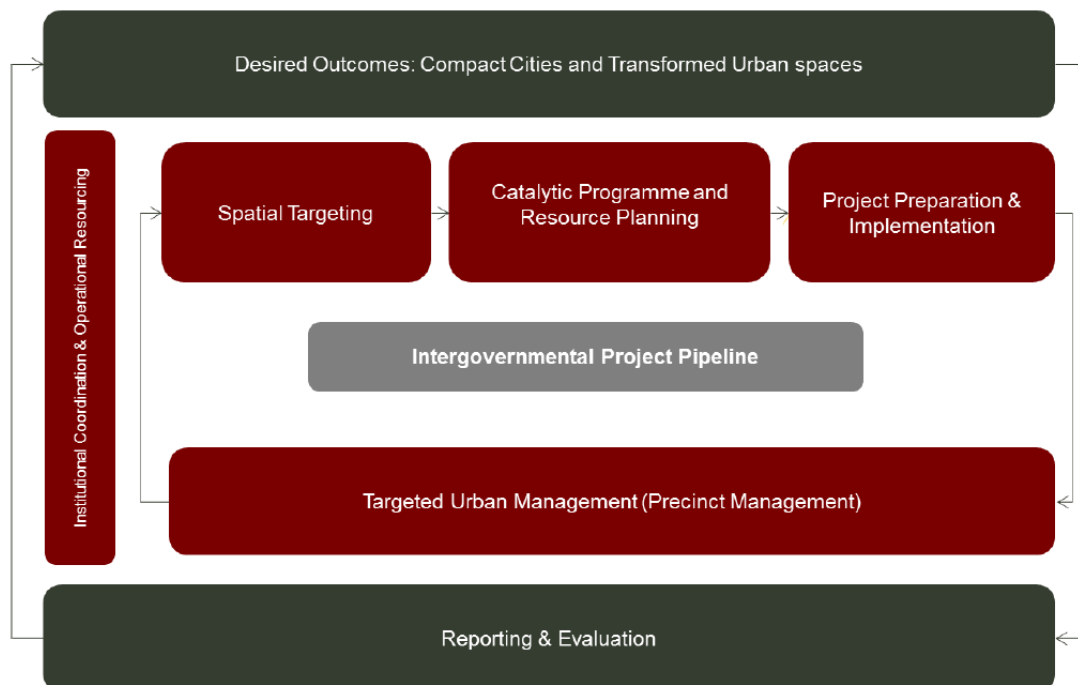 Desired Outcomes: Compact Cities and Transformed Urban spaces
Institutional Coordination & Operational Resourcing
Spatial Targeting
Catalytic Programme and
Resource Planning
Project Preparation &
Implementation
Intergovernmental Project Pipeline
Targeted Urban Management (Precinct Management)
Reporting & Evaluation